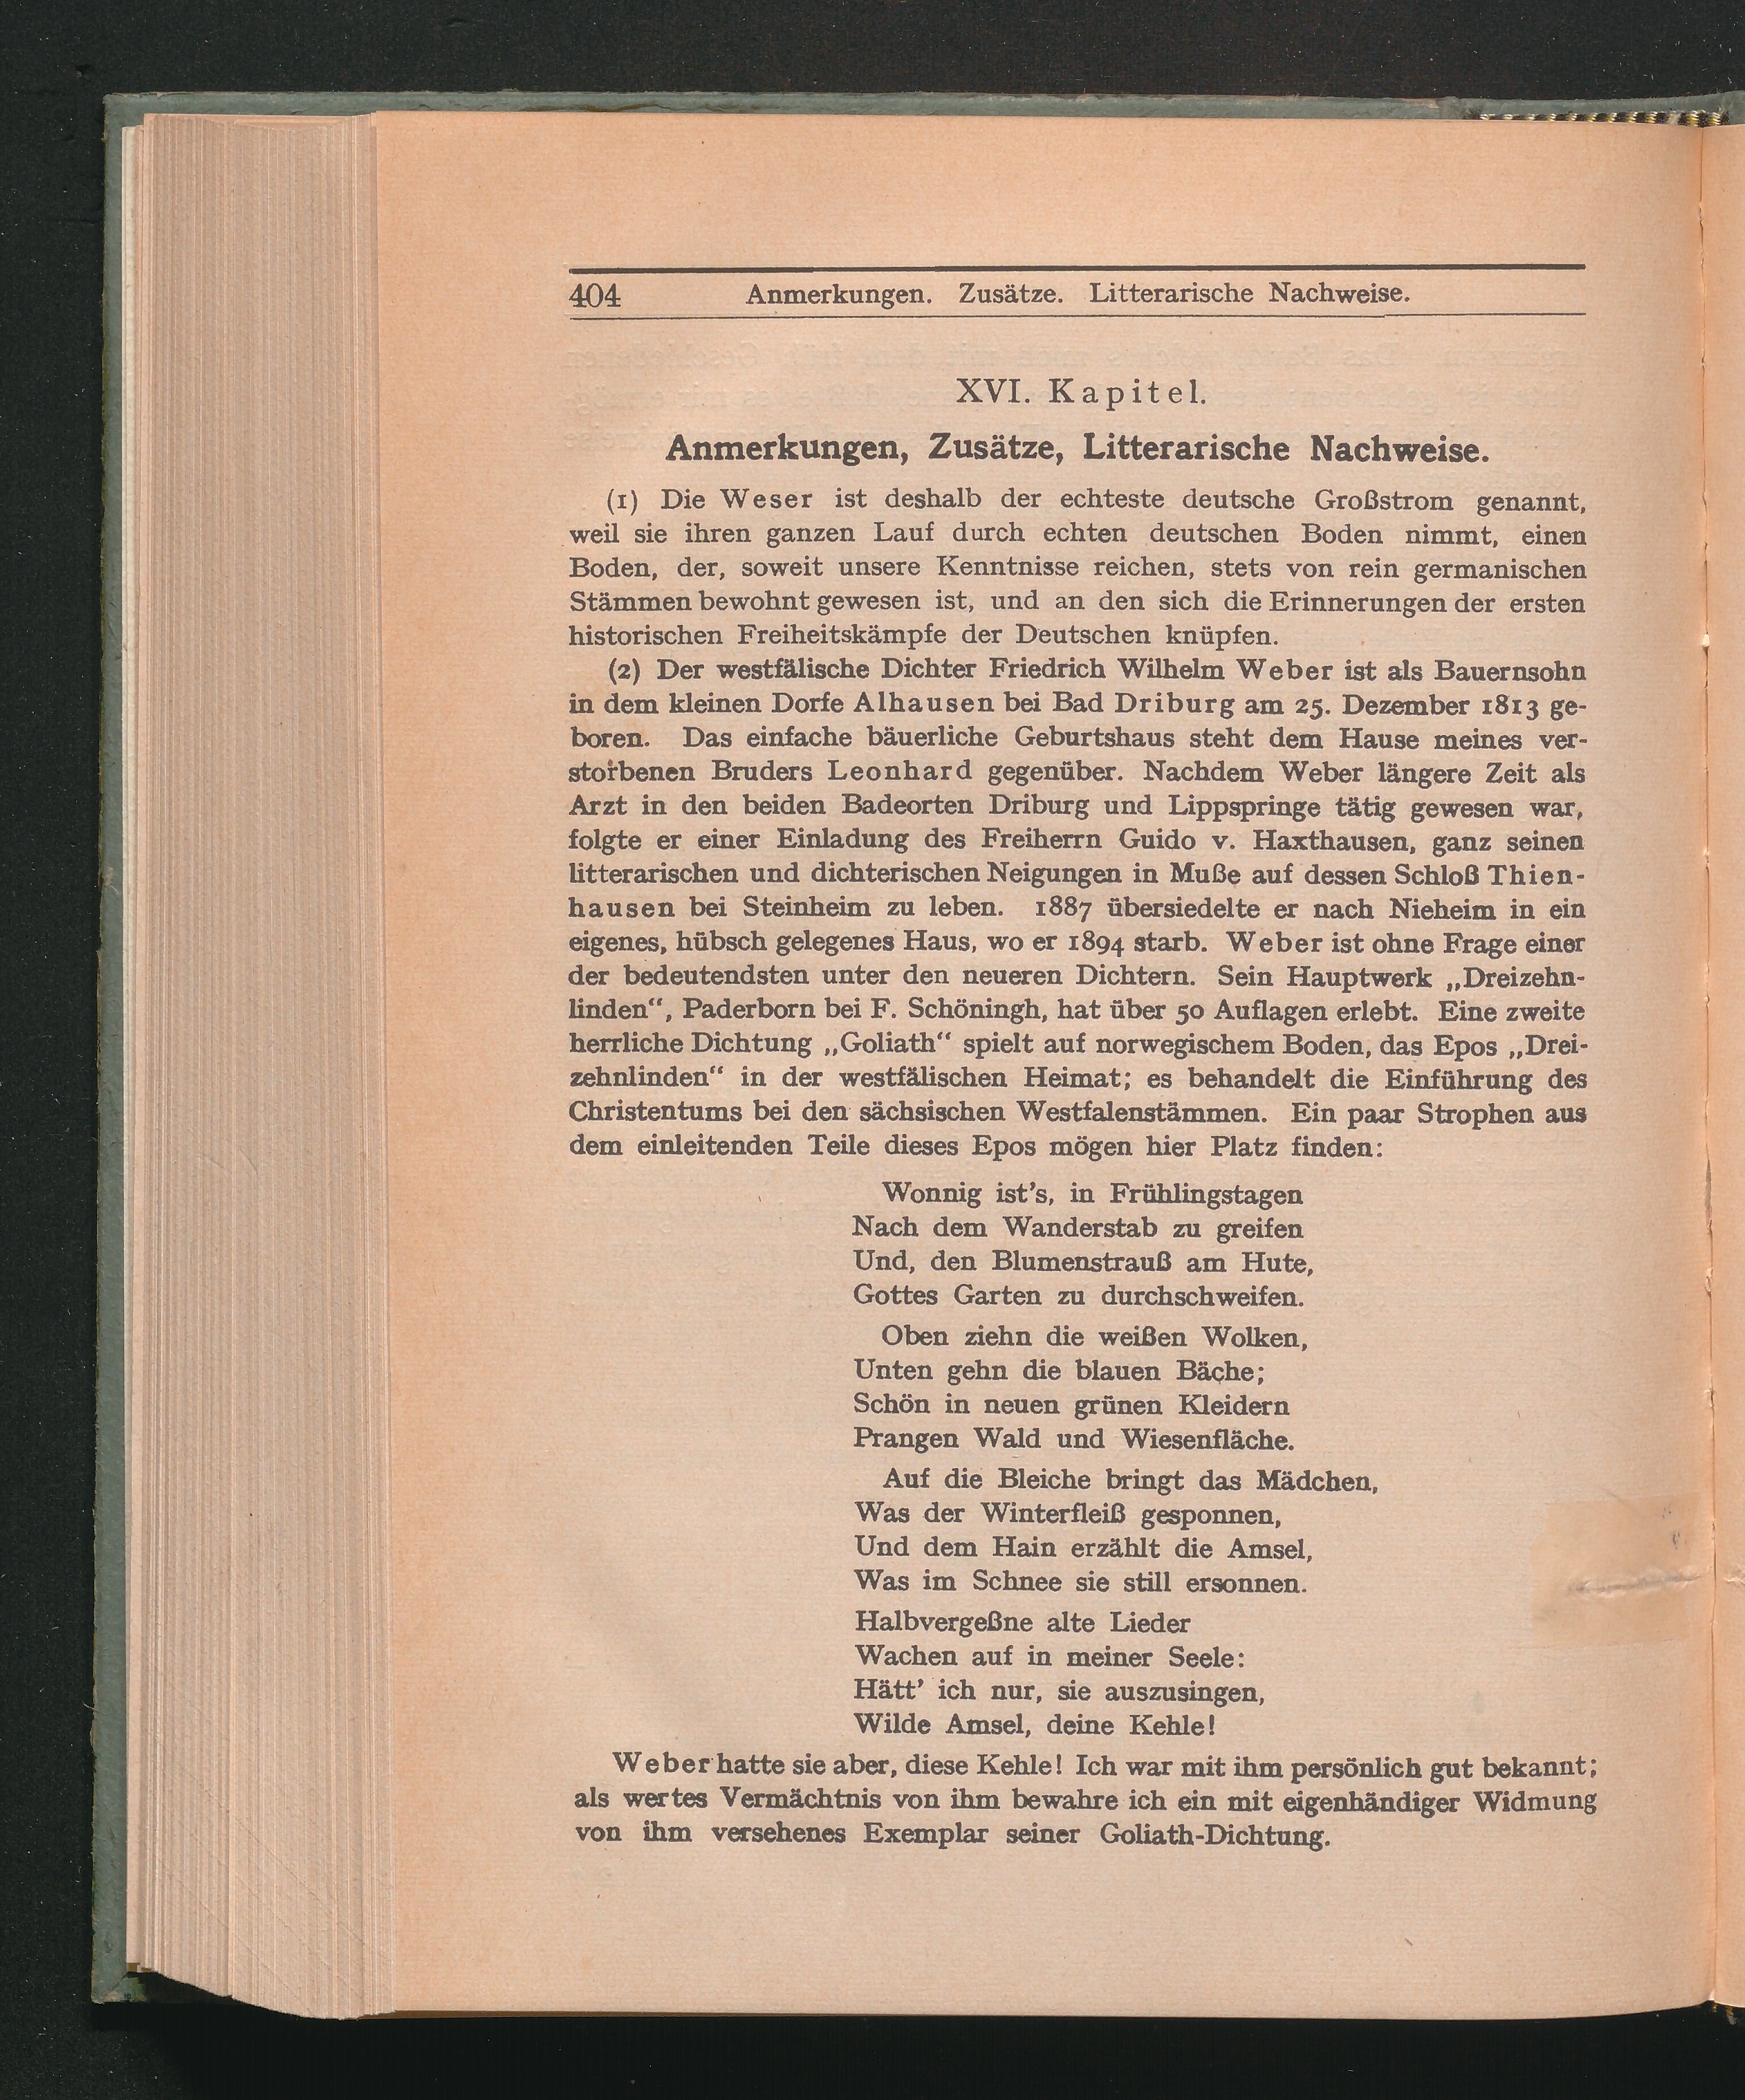 404 Anmerkungen. Zusätze. Litterarische Nachweise.
XVI. Kapitel.
Anmerkungen, Zusätze, Litterarische Nachweise.
(1) Die Weser ist deshalb der echteste deutsche Großstrom genannt,
weil sie ihren ganzen Lauf durch echten deutschen Boden nimmt, einen
Boden, der, soweit unsere Kenntnisse reichen, stets von rein germanischen
Stämmen bewohnt gewesen ist, und an den sich die Erinnerungen der ersten
historischen Freiheitskämpfe der Deutschen knüpfen.
(2) Der westfälische Dichter Friedrich Wilhelm Weber ist als Bauernsohn
in dem kleinen Dorfe Alhausen bei Bad Driburg am 25. Dezember 1813 ge-
boren. Das einfache bäuerliche Geburtshaus steht dem Hause meines ver-
storbenen Bruders Leonhard gegenüber. Nachdem Weber längere Zeit als
Arzt in den beiden Badeorten Driburg und Lippspringe tätig gewesen war,
folgte er einer Einladung des Freiherrn Guido v. Haxthausen, ganz seinen
litterarischen und dichterischen Neigungen in Muße auf dessen Schloß Thien-
hausen bei Steinheim zu leben. 1887 übersiedelte er nach Nieheim in ein
eigenes, hübsch gelegenes Haus, wo er 1894 starb. Weber ist ohne Frage einer
der bedeutendsten unter den neueren Dichtern. Sein Hauptwerk „Dreizehn-
linden“, Paderborn bei F. Schöningh, hat über 50 Auflagen erlebt. Eine zweite
herrliche Dichtung „Goliath“ spielt auf norwegischem Boden, das Epos „Drei-
zehnlinden“ in der westfälischen Heimat; es behandelt die Einführung des
Christentums bei den sächsischen Westfalenstämmen. Ein paar Strophen aus
dem einleitenden Teile dieses Epos mögen hier Platz finden:
Wonnig ist's, in Frühlingstagen
Nach dem Wanderstab zu greifen
Und, den Blumenstrauß am Hute,
Gottes Garten zu durchschweifen.
Oben ziehn die weißen Wolken,
Unten gehn die blauen Bäche;
Schön in neuen grünen Kleidern
Prangen Wald und Wiesenfläche.
Auf die Bleiche bringt das Mädchen,
Was der Winterfleiß gesponnen,
Und dem Hain erzählt die Amsel,
Was im Schnee sie still ersonnen.
Halbvergeßne alte Lieder
Wachen auf in meiner Seele:
Hätt' ich nur, sie auszusingen,
Wilde Amsel, deine Kehle!
Weber hatte sie aber, diese Kehle! Ich war mit ihm persönlich gut bekannt;
als wertes Vermächtnis von ihm bewahre ich ein mit eigenhändiger Widmung
von ihm versehenes Exemplar seiner Goliath-Dichtung.